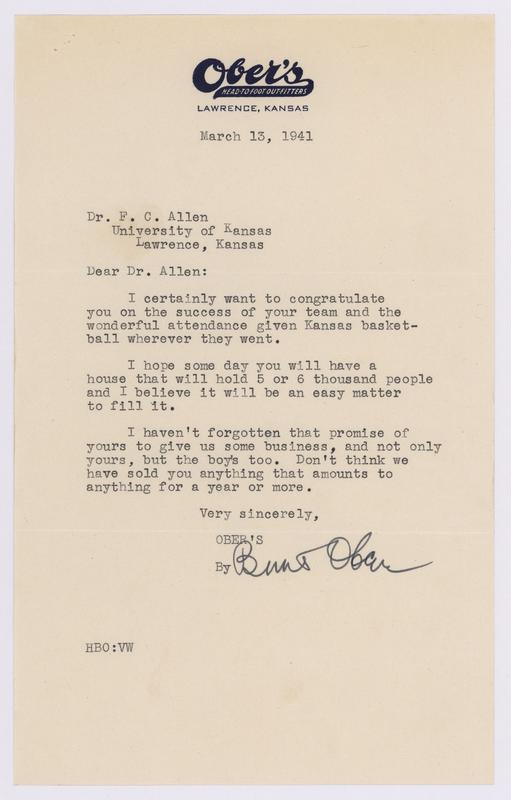 Ober's
HEAD-TO-FOOT OUTFITTERS
LAWRENCE, KANSAS
March 13, 1941
Dr. F. C. Allen
University of Kansas
Lawrence, Kansas
Dear Dr. Allen:
I certainly want to congratulate
you on the success of your team and the
wonderful attendance given Kansas basket-
ball wherever they went.
I hope some day you will have a
house that will hold 5 or 6 thousand people
and I believe it will be an easy matter
to fill it.
I haven't forgotten that promise of
yours to give us some business, and not only
yours, but the boy's too. Don't think we
have sold you anything that amounts to
anything for a year or more.
Very sincerely,
OBER'S
By Ober
HBO:VW